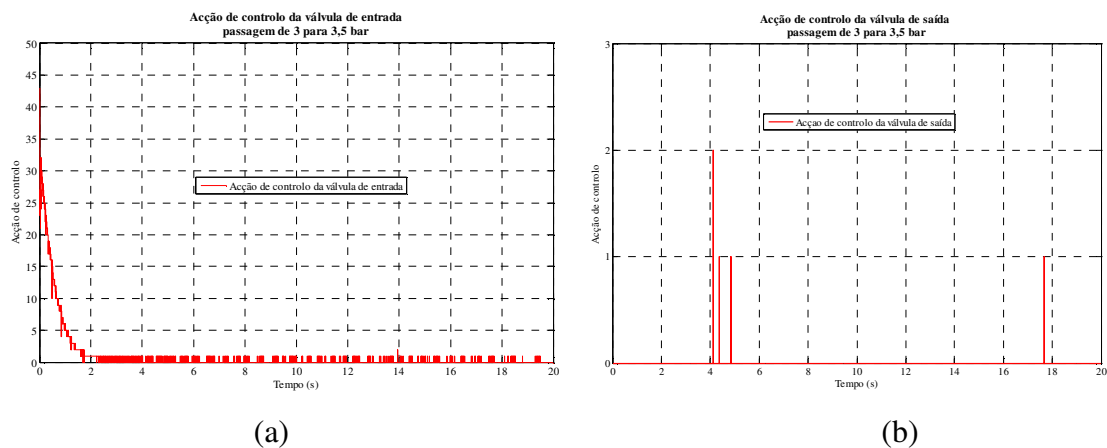 Acção de controlo da válvula de entrada
passagem de 3 para 3,5 bar
50
45
40
35
30
25
20
15
10
5
0
Acção de controlo
Acção de controlo da válvula de entrada
0 2 4 6 8 10 12 14 16 18 20
Tempo (s)
(a)
Acção de controlo da válvula de saída
passagem de 3 para 3,5 bar
3
2
1
0
Acção de controlo
Acçao de controlo da válvula de saída
0 2 4 6 8 10 12 14 16 18 20
Tempo (s)
(b)